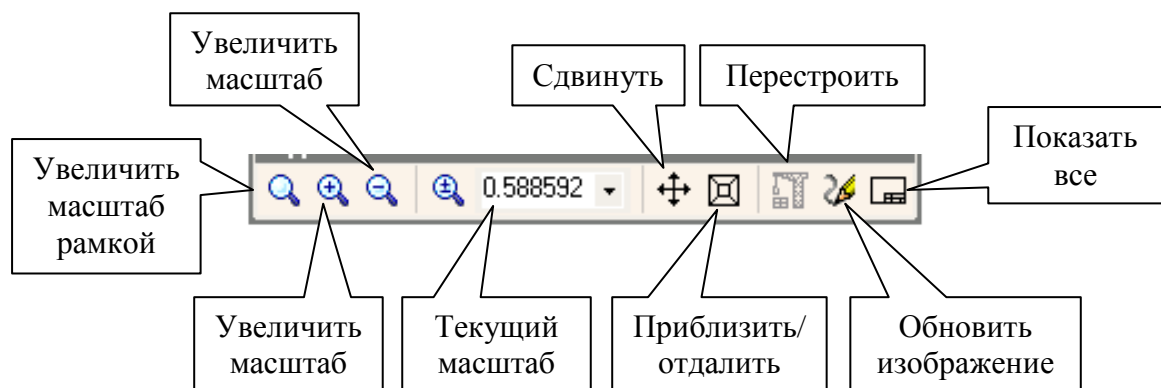 Увеличить
масштаб
Сдвинуть
Перестроить
Показать
все
Увеличить
масштаб
рамкой
0.588592
Увеличить
масштаб
Текущий
масштаб
Приблизить/
отдалить
Обновить
изображение